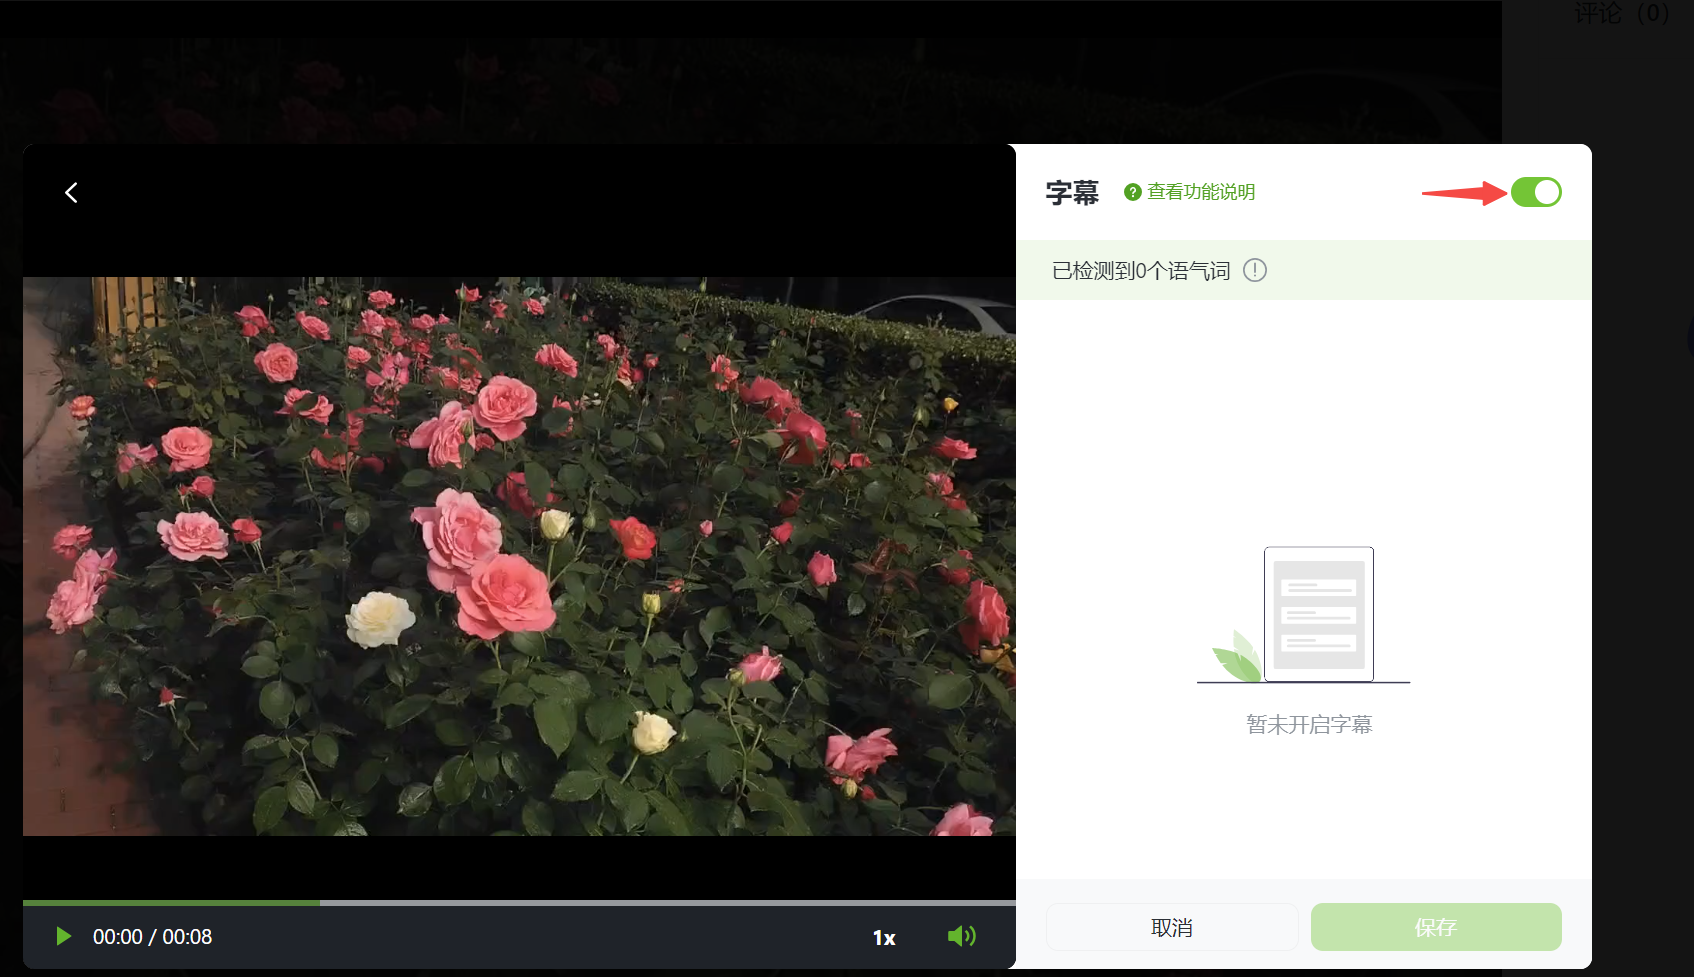 评论（0）
字幕
? 查看功能说明
已检测到0个语气词
暂未开启字幕
00:00 / 00:08
1x
取消
保存